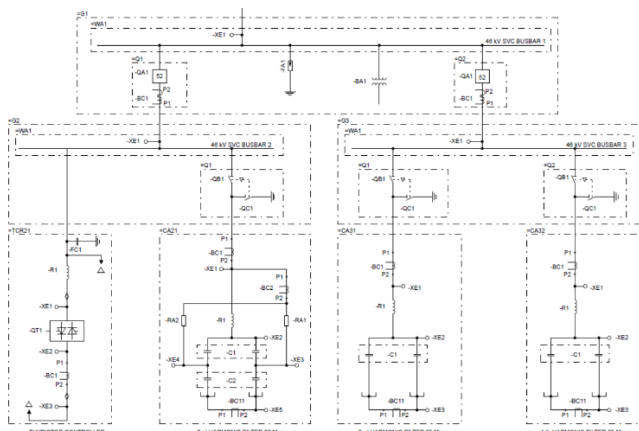 =G1
=WA1
-XE1
46 kV SVC BUSBAR 1
=Q1
-QA1
52
-BC1
P2
P1
-FA1
-BA1
=Q2
-QA1
52
-BC1
P2
P1
=G2
=WA1
-XE1
46 kV SVC BUSBAR 2
=G3
=WA1
-XE1
46 kV SVC BUSBAR 3
=Q1
-QB1
-QC1
=Q1
-QB1
-QC1
=Q2
-QB1
-QC1
=TCR21
-FC1
-R1
-XE1
-QT1
-XE2
P1
-BC1
P2
-XE3
=CA21
P1
-BC1
P2
-XE1
P1
-BC2
P2
-RA2
-R1
-RA1
-XE2
-C1
-XE4
-XE3
-C2
-BC11
P1
P2
-XE5
=CA31
P1
-BC1
P2
-XE1
-R1
-XE2
-C1
-BC11
P1
P2
-XE3
=CA32
P1
-BC1
P2
-XE1
-R1
-XE2
-C1
-BC11
P1
P2
-XE3